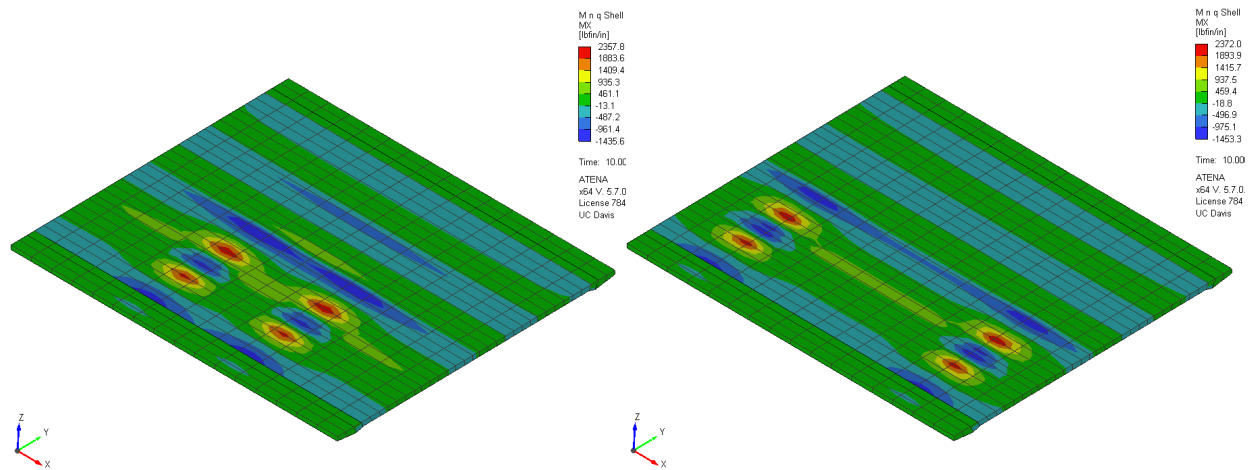 M n q Shell
MX
[lbfin/in]
2357.8
1883.6
1409.4
935.3
461.1
-13.1
-487.2
-961.4
-1435.6
Time: 10.00
ATENA
x64 V. 5.7.0
License 784
UC Davis
Z
Y
X
M n q Shell
MX
[lbfin/in]
2372.0
1893.9
1415.7
937.5
459.4
-18.8
-496.9
-975.1
-1453.3
Time: 10.00
ATENA
x64 V. 5.7.0.
License 784
UC Davis
Z
Y
X